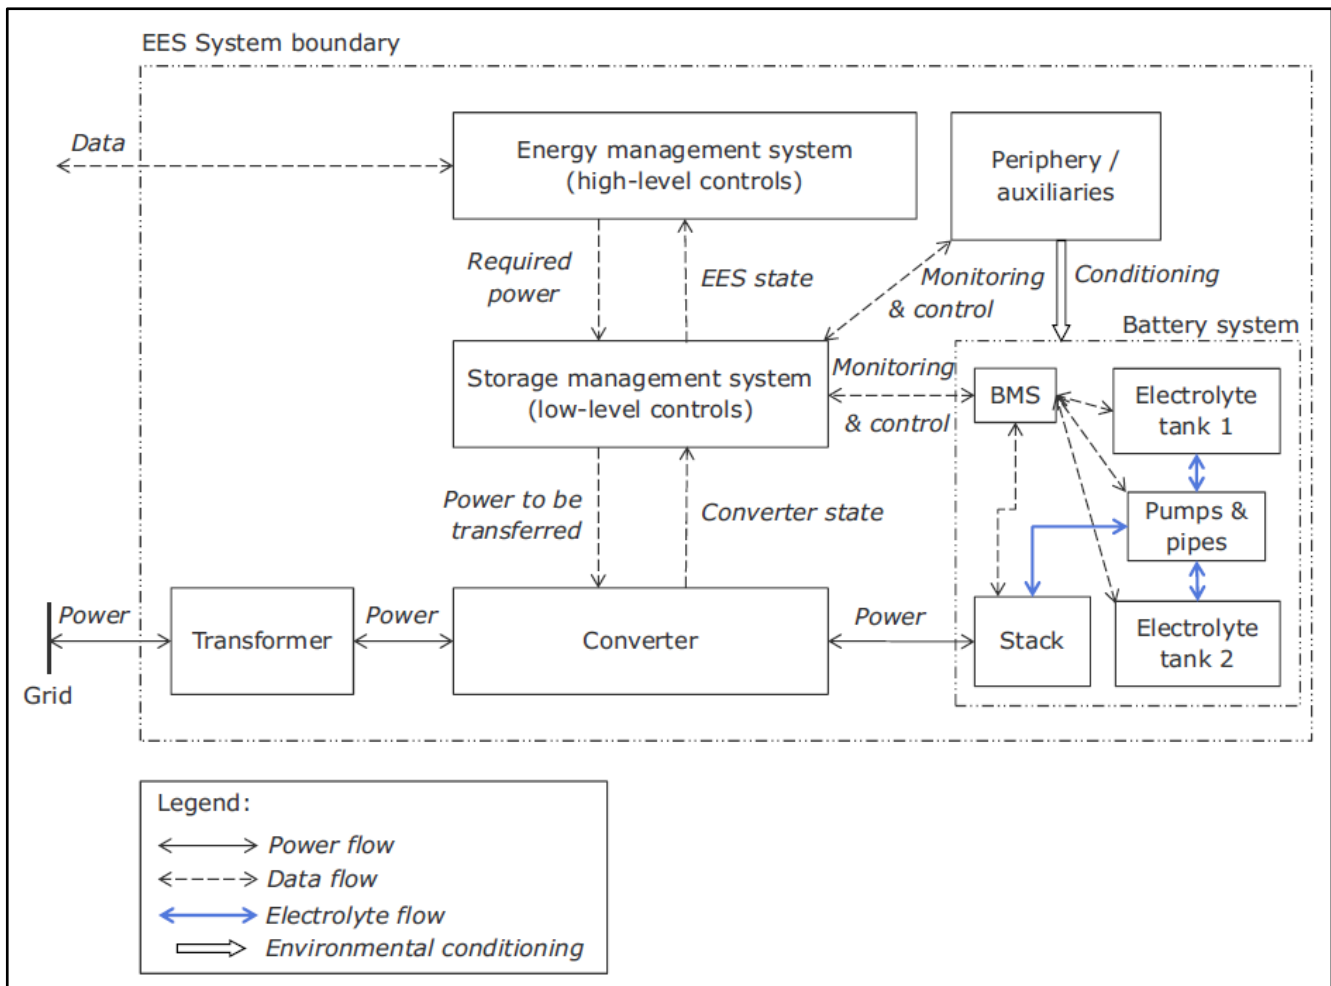 EES System boundary
Data
Energy management system
(high-level controls)
Periphery /
auxiliaries
Required
power
EES state
Monitoring
& control
Conditioning
Battery system
Storage management system
(low-level controls)
Monitoring
& control
BMS
Electrolyte
tank 1
Pumps &
pipes
Power to be
transferred
Converter state
Power
Transformer
Power
Converter
Power
Stack
Electrolyte
tank 2
Grid
Legend:
Power flow
Data flow
Electrolyte flow
Environmental conditioning